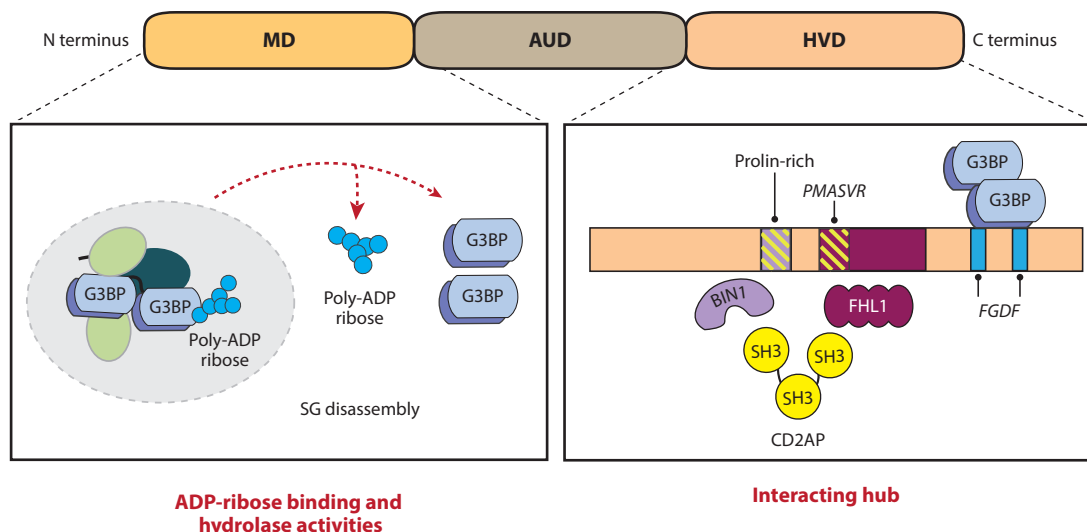 N terminus
MD
AUD
HVD
C terminus
G3BP
G3BP
Poly-ADP
ribose
Poly-ADP
ribose
G3BP
G3BP
SG disassembly
ADP-ribose binding and
hydrolase activities
Prolin-rich
PMASVR
G3BP
G3BP
BIN1
FHL1
FGDF
SH3
SH3
SH3
CD2AP
Interacting hub